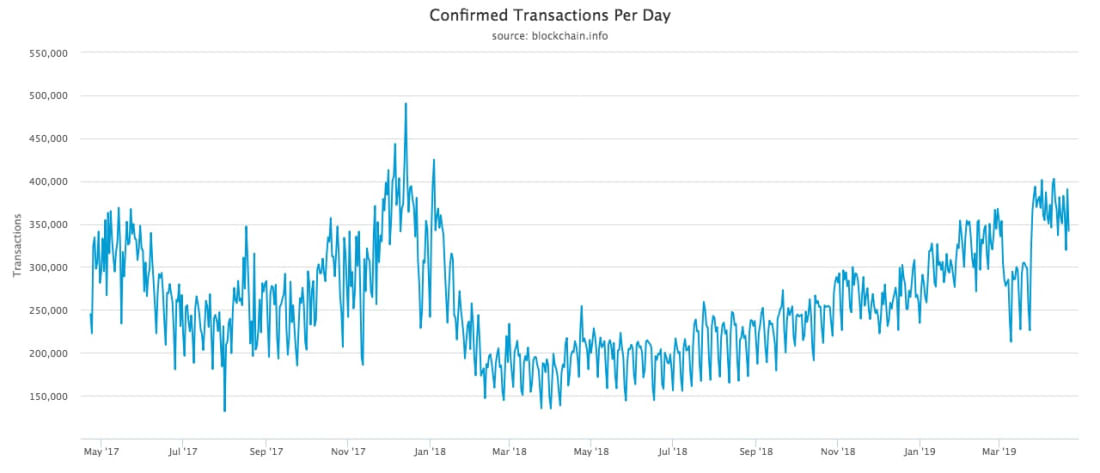 Confirmed Transactions Per Day
source: blockchain.info
Transactions
550,000
500,000
450,000
400,000
350,000
300,000
250,000
200,000
150,000
May '17 Jul '17 Sep '17 Nov '17 Jan '18 Mar '18 May '18 Jul '18 Sep '18 Nov '18 Jan '19 Mar '19